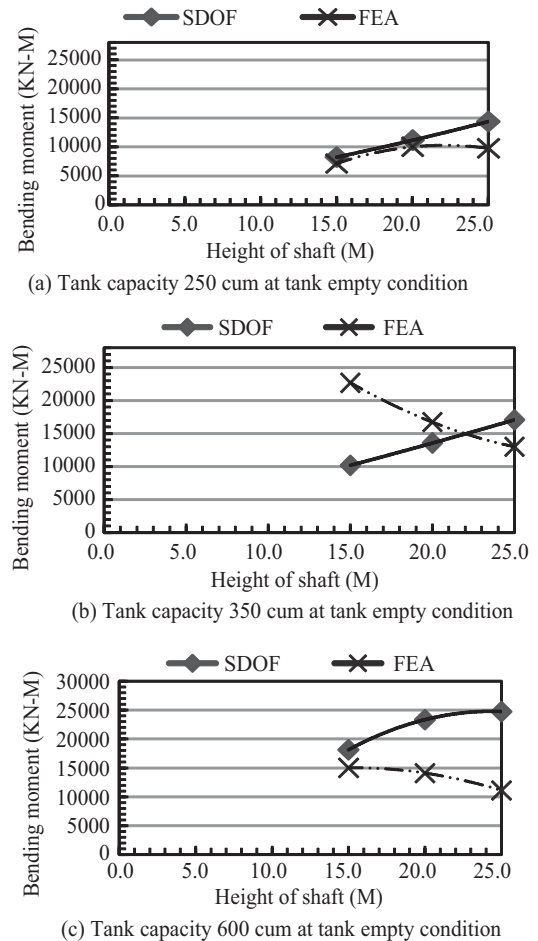 SDOF FEA
Bending moment (KN-M)
25000
20000
15000
10000
5000
0
0.0 5.0 10.0 15.0 20.0 25.0
Height of shaft (M)
(a) Tank capacity 250 cum at tank empty condition
SDOF FEA
Bending moment (KN-M)
25000
20000
15000
10000
5000
0
0.0 5.0 10.0 15.0 20.0 25.0
Height of shaft (M)
(b) Tank capacity 350 cum at tank empty condition
SDOF FEA
Bending moment (KN-M)
30000
25000
20000
15000
10000
5000
0
0.0 5.0 10.0 15.0 20.0 25.0
Height of shaft (M)
(c) Tank capacity 600 cum at tank empty condition